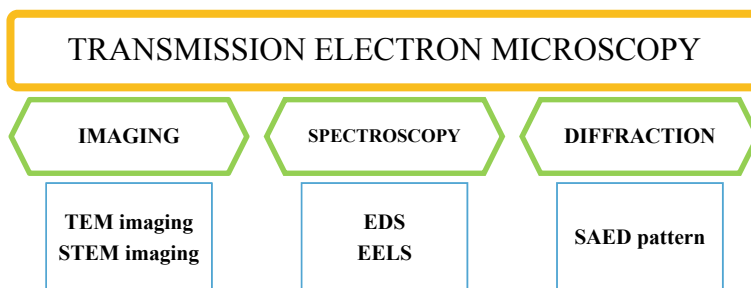 TRANSMISSION ELECTRON MICROSCOPY
IMAGING
SPECTROSCOPY
DIFFRACTION
TEM imaging
STEM imaging
EDS
EELS
SAED pattern